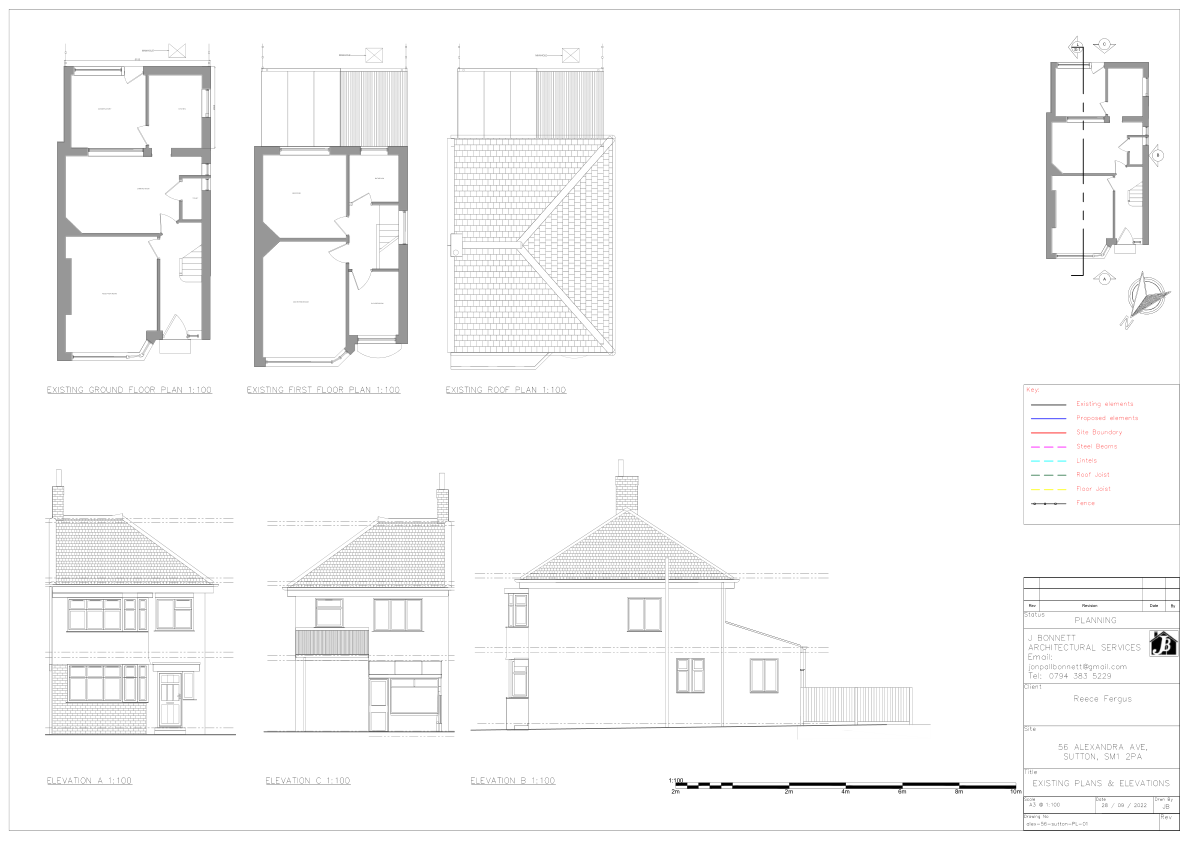 EXISTING GROUND FLOOR PLAN 1:100
EXISTING FIRST FLOOR PLAN 1:100
EXISTING ROOF PLAN 1:100
C
B
A
N
Key:
Existing elements
Proposed elements
Site Boundary
Steel Beams
Lintels
Roof Joist
Floor Joist
Fence
ELEVATION A 1:100
ELEVATION C 1:100
ELEVATION B 1:100
1:100
2m
2m
4m
6m
8m
10m
Rev
Revision
Date
By
Status
PLANNING
J BONNETT
ARCHITECTURAL SERVICES
Email:
jonpallbonnett@gmail.com
Tel: 0794 383 5229
JB
Client
Reece Fergus
Site
56 ALEXANDRA AVE,
SUTTON, SM1 2PA
Title
EXISTING PLANS & ELEVATIONS
Scale
A3 @ 1:100
Date
28 / 09 / 2022
Drwn By
JB
Drawing No
alex-56-sutton-PL-01
Rev